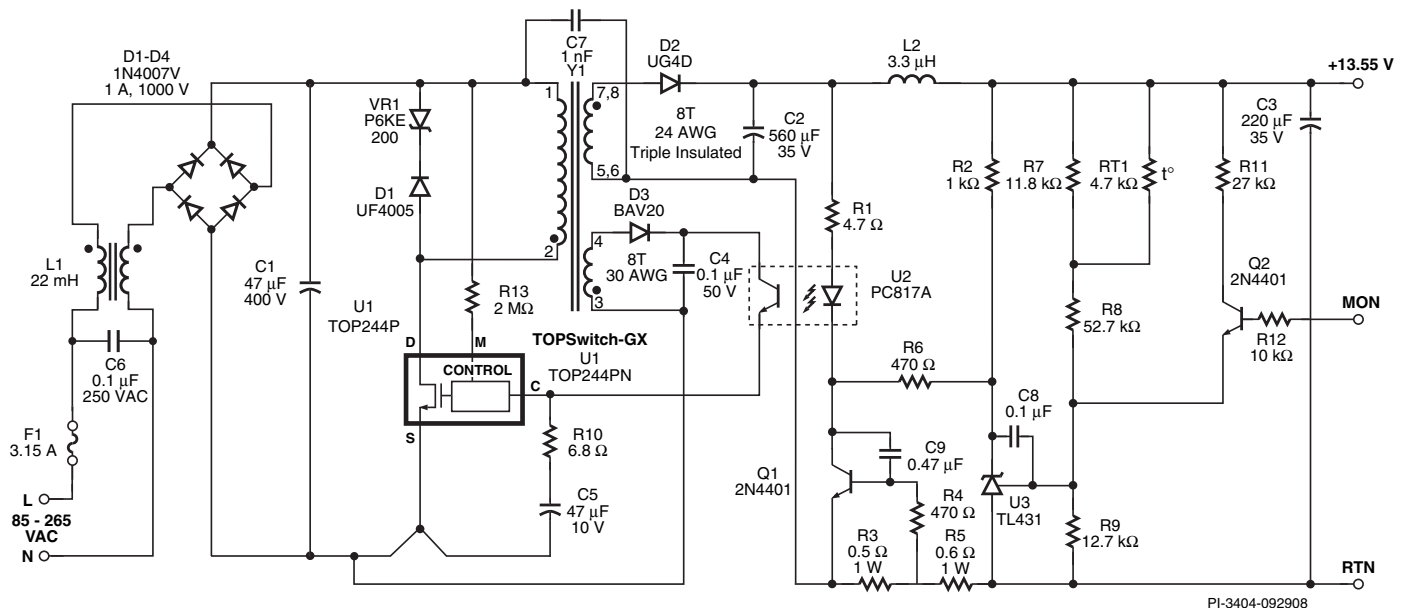 C7
1 nF
Y1
D2
UG4D
L2
3.3 µH
+13.55 V
D1-D4
1N4007V
1 A, 1000 V
VR1
P6KE
200
1
7,8
8T
24 AWG
Triple Insulated
C2
560 µF
35 V
C3
220 µF
35 V
R2
1 kΩ
R7
11.8 kΩ
RT1
4.7 kΩ
t°
R11
27 kΩ
D1
UF4005
5,6
D3
BAV20
R1
4.7 Ω
2
4
8T
30 AWG
3
C4
0.1 µF
50 V
U2
PC817A
Q2
2N4401
L1
22 mH
C1
47 µF
400 V
U1
TOP244P
R13
2 MΩ
R8
52.7 kΩ
MON
R12
10 kΩ
TOPSwitch-GX
D
M
U1
TOP244PN
CONTROL
C
S
C6
0.1 µF
250 VAC
R6
470 Ω
C8
0.1 µF
F1
3.15 A
R10
6.8 Ω
C9
0.47 µF
Q1
2N4401
R4
470 Ω
U3
TL431
L
85 - 265
VAC
N
C5
47 µF
10 V
R3
0.5 Ω
1 W
R5
0.6 Ω
1 W
R9
12.7 kΩ
RTN
PI-3404-092908